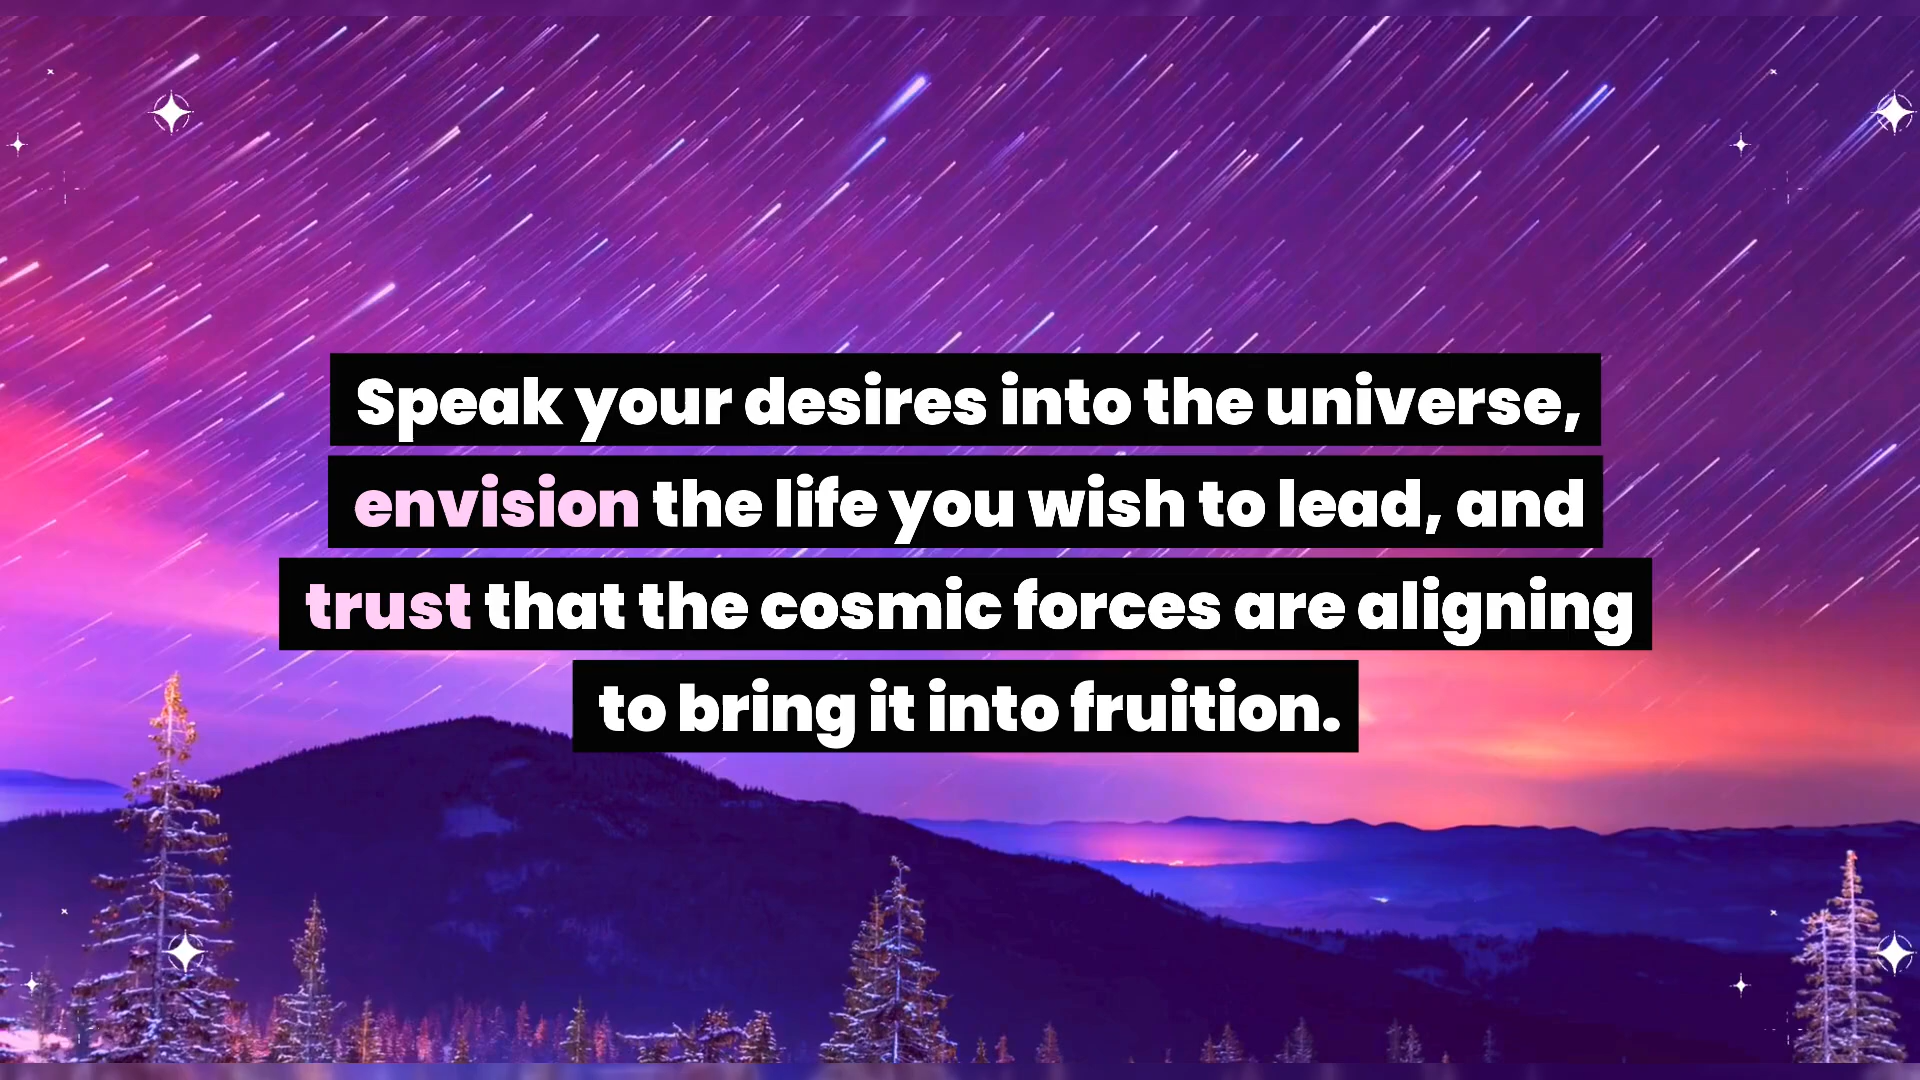 Speak your desires into the universe,
envision the life you wish to lead, and
trust that the cosmic forces are aligning
to bring it into fruition.